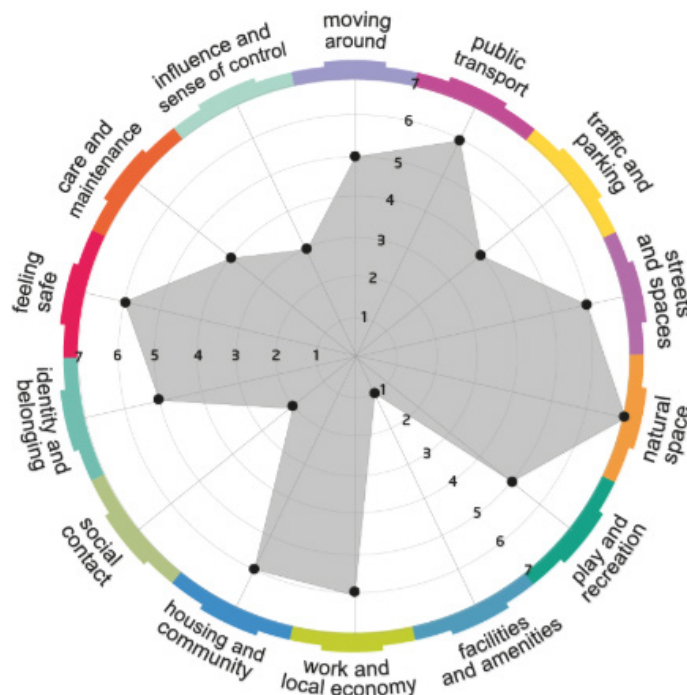 moving
around
public
transport
traffic and
parking
streets
and spaces
natural
space
play and
recreation
facilities
and amenities
work and
local economy
housing and
community
social
contact
identity and
belonging
feeling
safe
care and
maintenance
influence and
sense of control
7
6
5
4
3
2
1
7 6 5 4 3 2 1
1
2
3
4
5
6
7